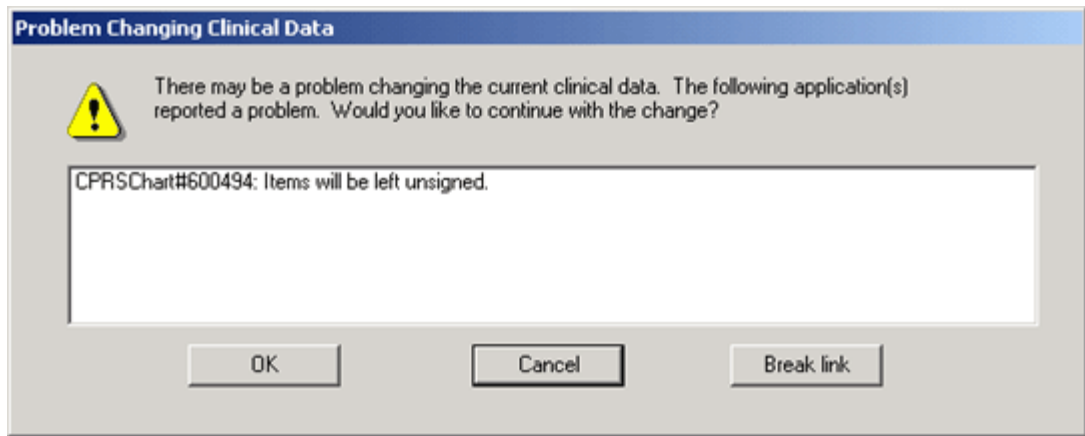 Problem Changing Clinical Data
There may be a problem changing the current clinical data.  The following application(s)
reported a problem.  Would you like to continue with the change?
CPRSChart#600494: Items will be left unsigned.
OK
Cancel
Break link